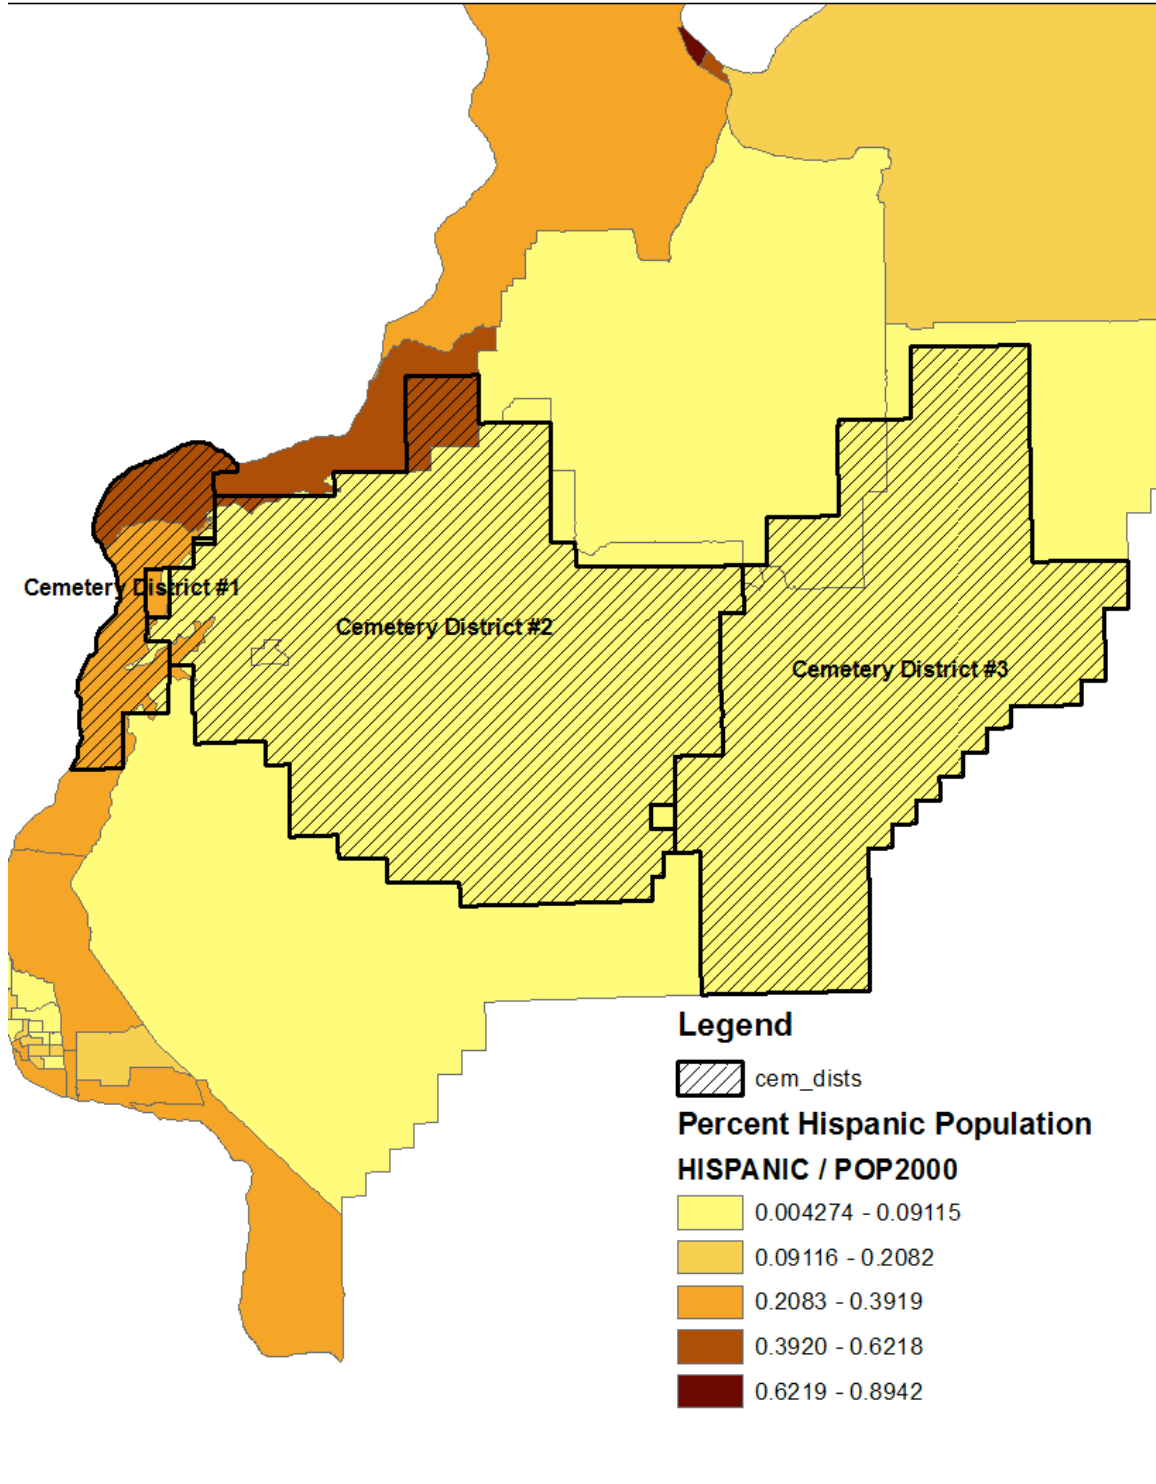 Cemetery District #1
Cemetery District #2
Cemetery District #3
Legend
cem_dists
Percent Hispanic Population
HISPANIC / POP2000
0.004274 - 0.09115
0.09116 - 0.2082
0.2083 - 0.3919
0.3920 - 0.6218
0.6219 - 0.8942